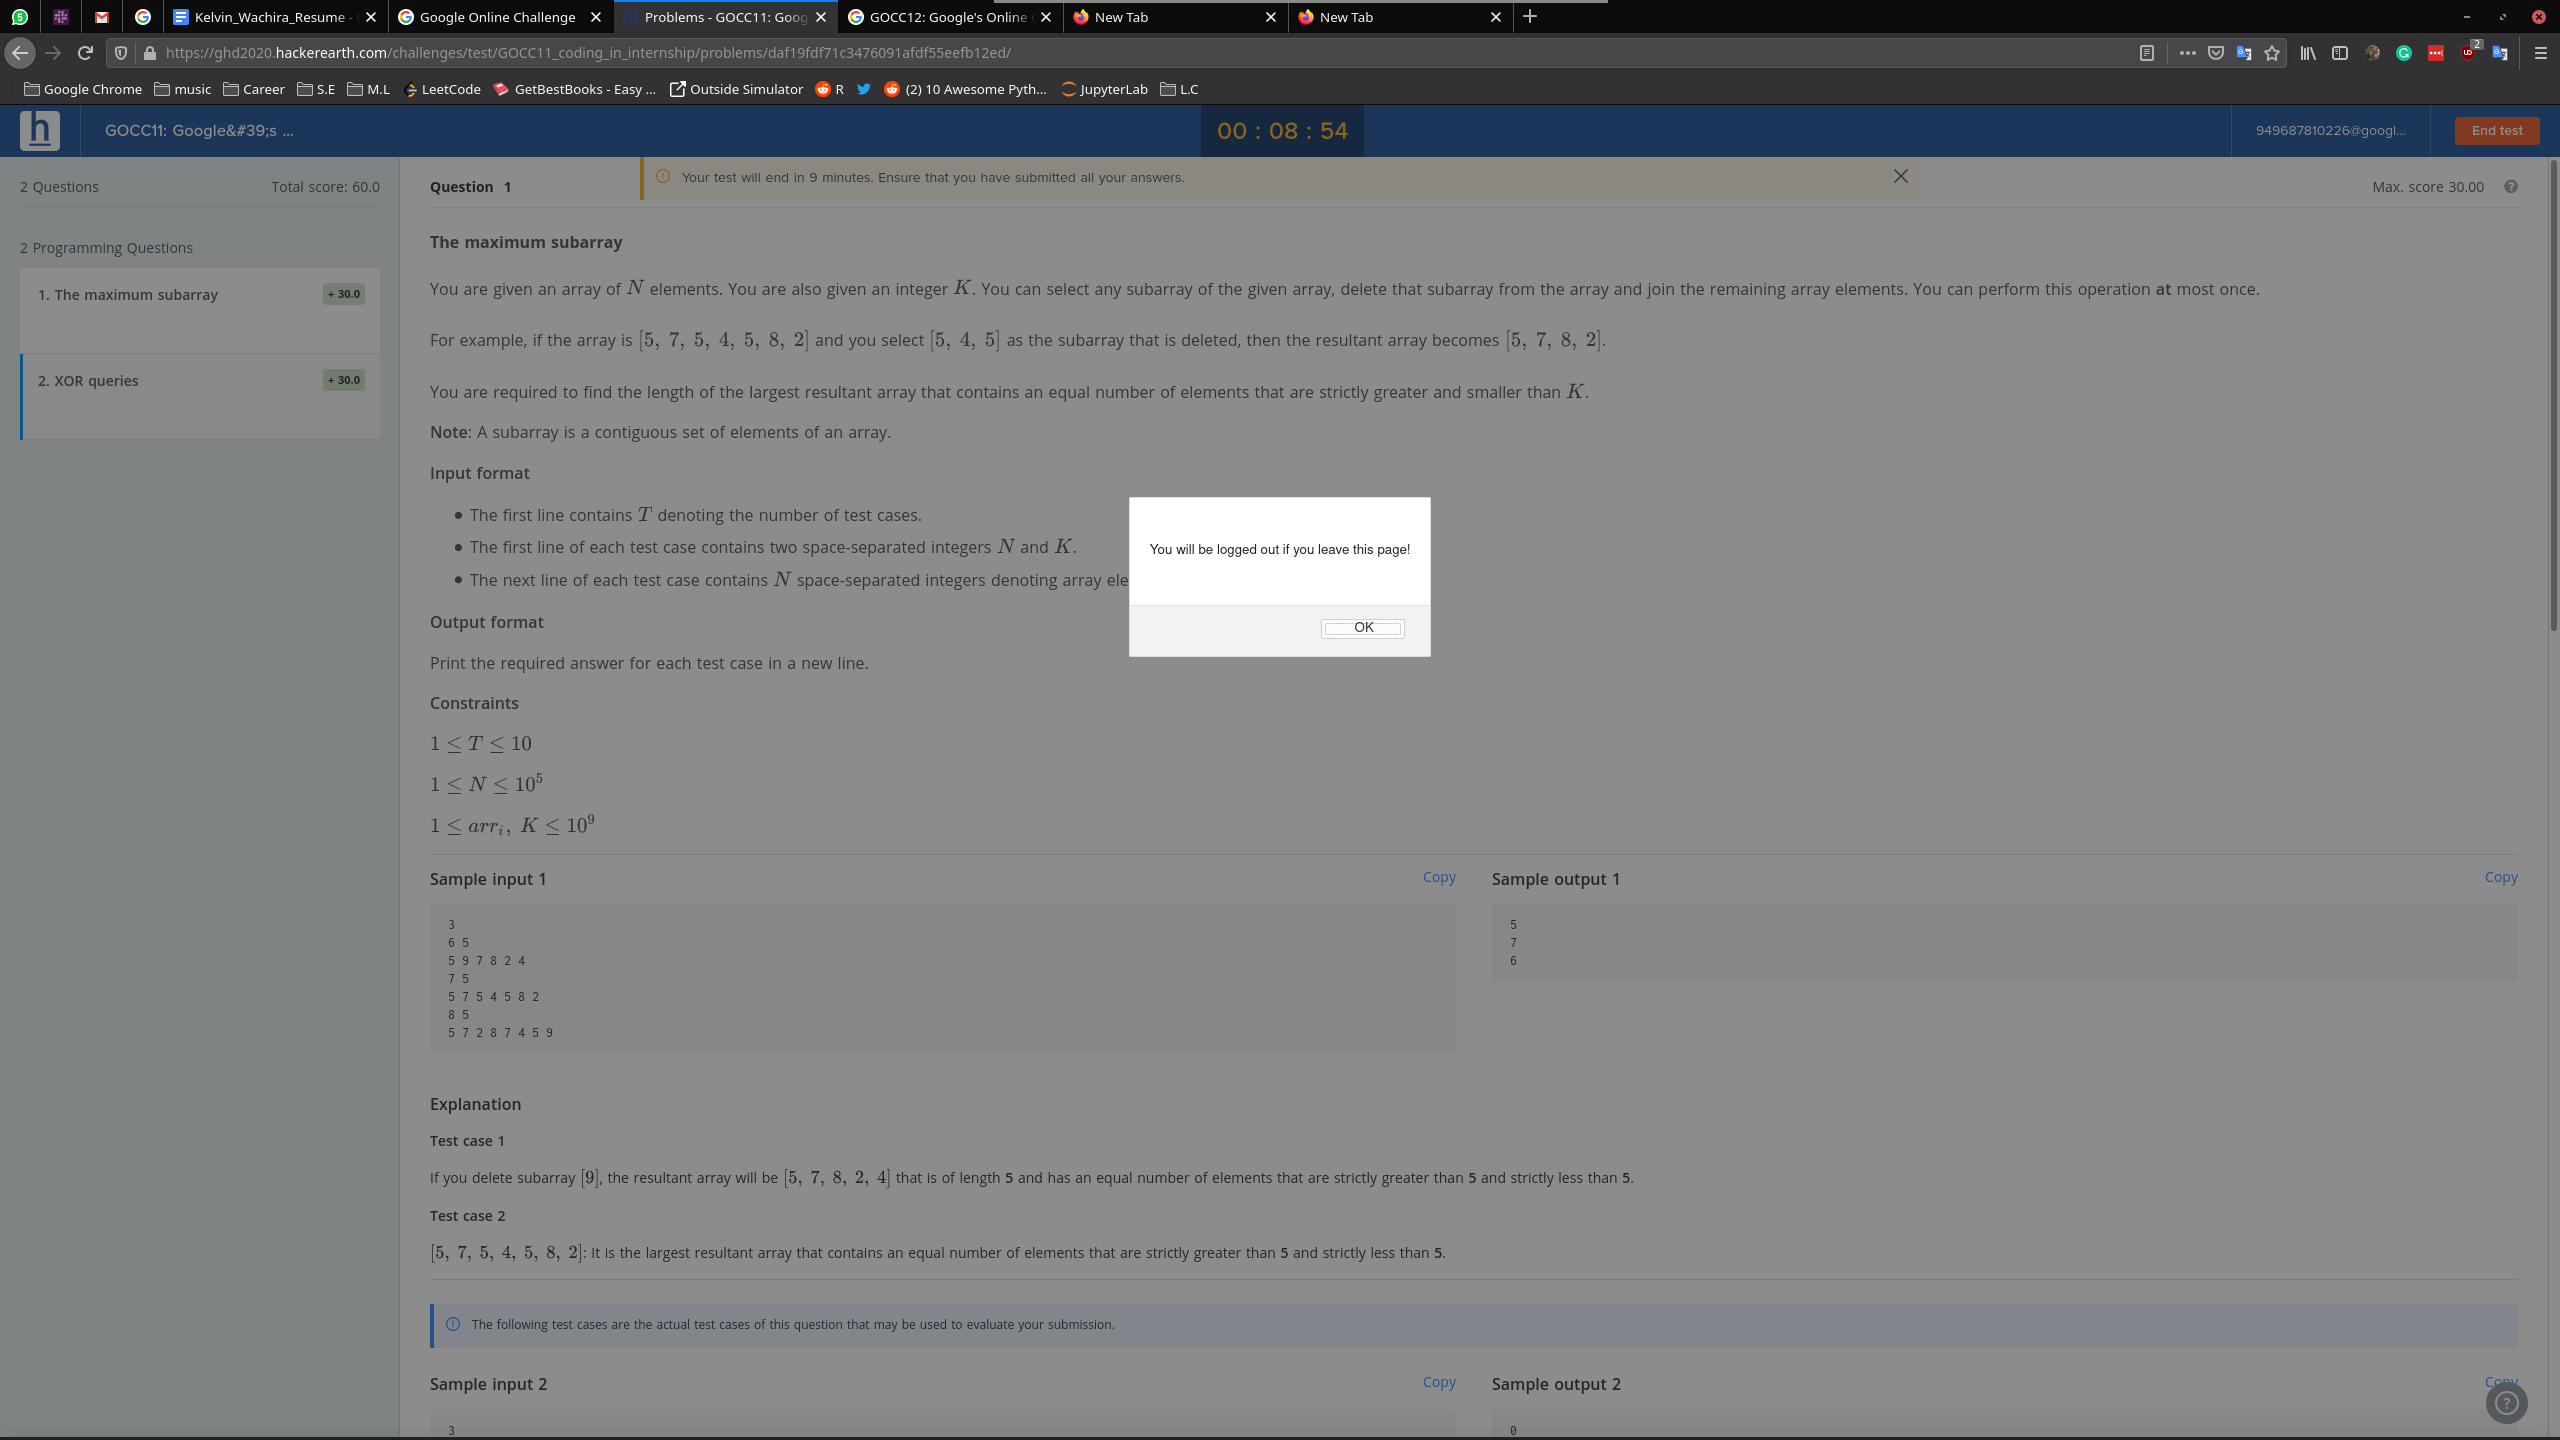 5
Kelvin_Wachira_Resume -
Google Online Challenge
Problems - GOCC11: Goog
GOCC12: Google's Online
New Tab
New Tab
https://ghd2020.hackerearth.com/challenges/test/GOCC11_coding_in_internship/problems/daf19fdf71c3476091afdf55eefb12ed/
2
Google Chrome
music
Career
S.E
M.L
LeetCode
GetBestBooks - Easy ...
Outside Simulator
R
(2) 10 Awesome Pyth...
JupyterLab
L.C
h
GOCC11: Google&#39;s ...
00 : 08 : 54
949687810226@googl...
End test
2 Questions
Total score: 60.0
2 Programming Questions
1. The maximum subarray
+ 30.0
2. XOR queries
+ 30.0
Question 1
Your test will end in 9 minutes. Ensure that you have submitted all your answers.
Max. score 30.00
The maximum subarray
You are given an array of N elements. You are also given an integer K. You can select any subarray of the given array, delete that subarray from the array and join the remaining array elements. You can perform this operation at most once.
For example, if the array is [5, 7, 5, 4, 5, 8, 2] and you select [5, 4, 5] as the subarray that is deleted, then the resultant array becomes [5, 7, 8, 2].
You are required to find the length of the largest resultant array that contains an equal number of elements that are strictly greater and smaller than K.
Note: A subarray is a contiguous set of elements of an array.
Input format
• The first line contains T denoting the number of test cases.
• The first line of each test case contains two space-separated integers N and K.
• The next line of each test case contains N space-separated integers denoting array ele
Output format
Print the required answer for each test case in a new line.
Constraints
1 ≤ T ≤ 10
1 ≤ N ≤ 10⁵
1 ≤ arrᵢ, K ≤ 10⁹
You will be logged out if you leave this page!
OK
Sample input 1
Copy
3
6 5
5 9 7 8 2 4
7 5
5 7 5 4 5 8 2
8 5
5 7 2 8 7 4 5 9
Sample output 1
Copy
5
7
6
Explanation
Test case 1
If you delete subarray [9], the resultant array will be [5, 7, 8, 2, 4] that is of length 5 and has an equal number of elements that are strictly greater than 5 and strictly less than 5.
Test case 2
[5, 7, 5, 4, 5, 8, 2]: It is the largest resultant array that contains an equal number of elements that are strictly greater than 5 and strictly less than 5.
The following test cases are the actual test cases of this question that may be used to evaluate your submission.
Sample input 2
Copy
3
Sample output 2
Copy
0